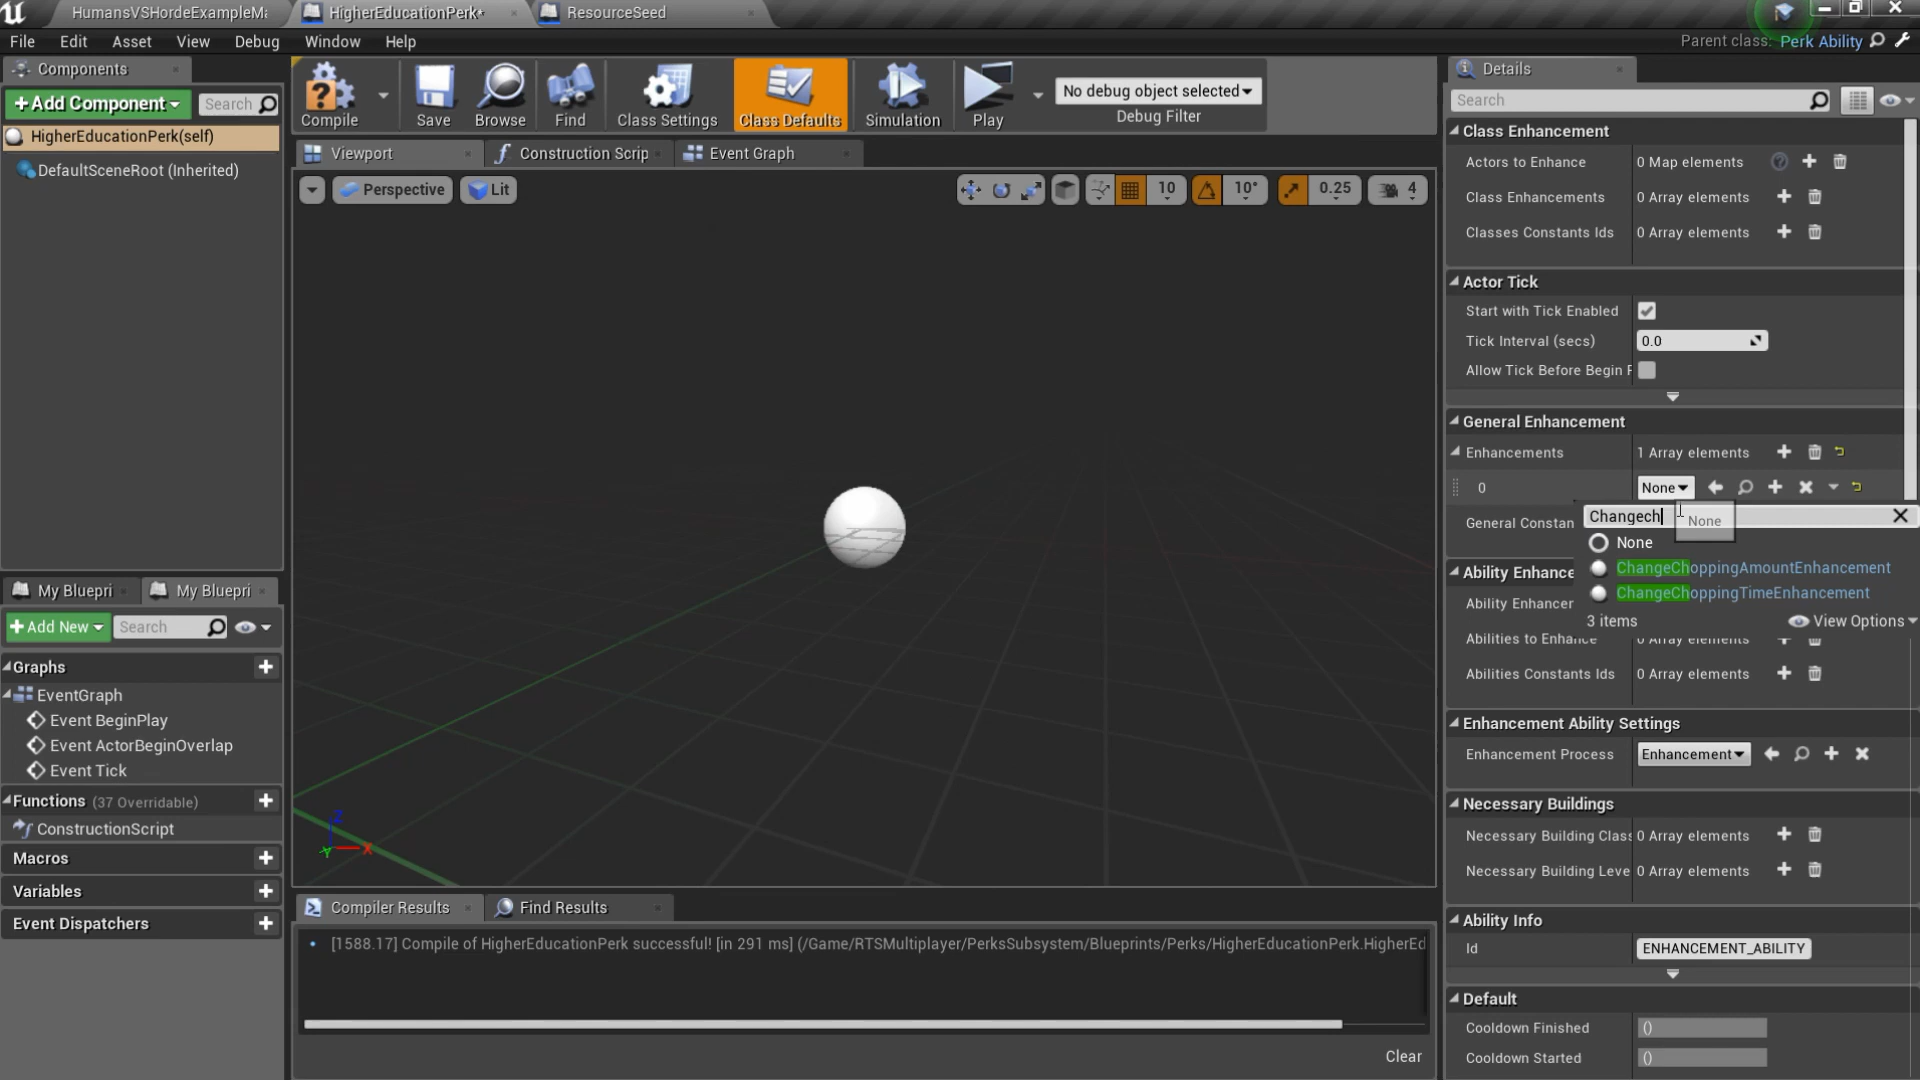 HumansVSHordeExampleMa
HigherEducationPerk*
ResourceSeed
File Edit Asset View Debug Window Help
Parent class: Perk Ability
Components
+Add Component
Search
HigherEducationPerk(self)
DefaultSceneRoot (Inherited)
Compile
Save
Browse
Find
Class Settings
Class Defaults
Simulation
Play
No debug object selected
Debug Filter
Viewport
Construction Scrip
Event Graph
Perspective
Lit
10
10°
0.25
4
My Bluepri
My Bluepri
+Add New
Search
Graphs
EventGraph
Event BeginPlay
Event ActorBeginOverlap
Event Tick
Functions (37 Overridable)
ConstructionScript
Macros
Variables
Event Dispatchers
Z
Y
X
Compiler Results
Find Results
[1588.17] Compile of HigherEducationPerk successful! [in 291 ms] (/Game/RTSMultiplayer/PerksSubsystem/Blueprints/Perks/HigherEducationPerk.HigherEd
Clear
Details
Search
Class Enhancement
Actors to Enhance 0 Map elements
Class Enhancements 0 Array elements
Classes Constants Ids 0 Array elements
Actor Tick
Start with Tick Enabled
Tick Interval (secs) 0.0
Allow Tick Before Begin P
General Enhancement
Enhancements 1 Array elements
0 None
Changech
None
General Constan
None
ChangeChoppingAmountEnhancement
ChangeChoppingTimeEnhancement
3 items View Options
Ability Enhance
Ability Enhancer
Abilities to Enhance 0 Array elements
Abilities Constants Ids 0 Array elements
Enhancement Ability Settings
Enhancement Process Enhancement
Necessary Buildings
Necessary Building Class 0 Array elements
Necessary Building Leve 0 Array elements
Ability Info
Id ENHANCEMENT_ABILITY
Default
Cooldown Finished ()
Cooldown Started ()